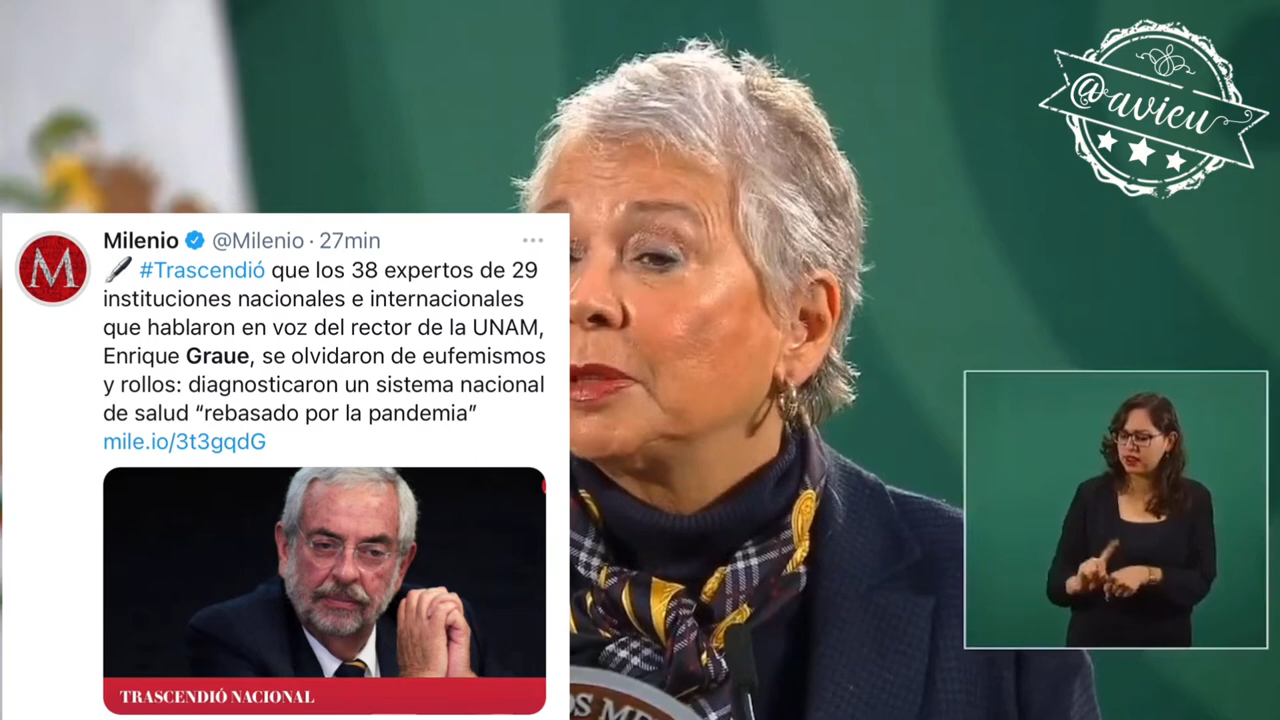 @avicu
Milenio @Milenio · 27min
#Trascendió que los 38 expertos de 29
instituciones nacionales e internacionales
que hablaron en voz del rector de la UNAM,
Enrique Graue, se olvidaron de eufemismos
y rollos: diagnosticaron un sistema nacional
de salud “rebasado por la pandemia”
mile.io/3t3gqdG
M
TRASCENDIÓ NACIONAL
OS ME